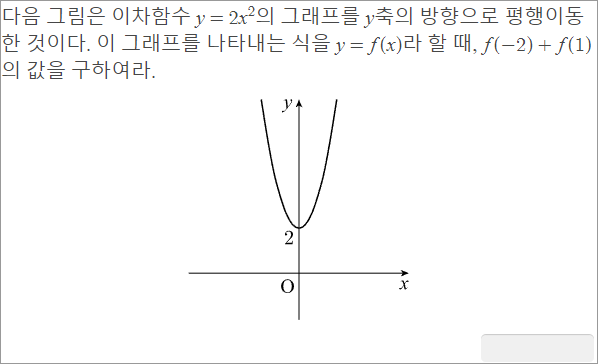 다음 그림은 이차함수 y = 2x²의 그래프를 y축의 방향으로 평행이동
한 것이다. 이 그래프를 나타내는 식을 y = f(x)라 할 때, f(−2) + f(1)
의 값을 구하여라.
y
2
O
x